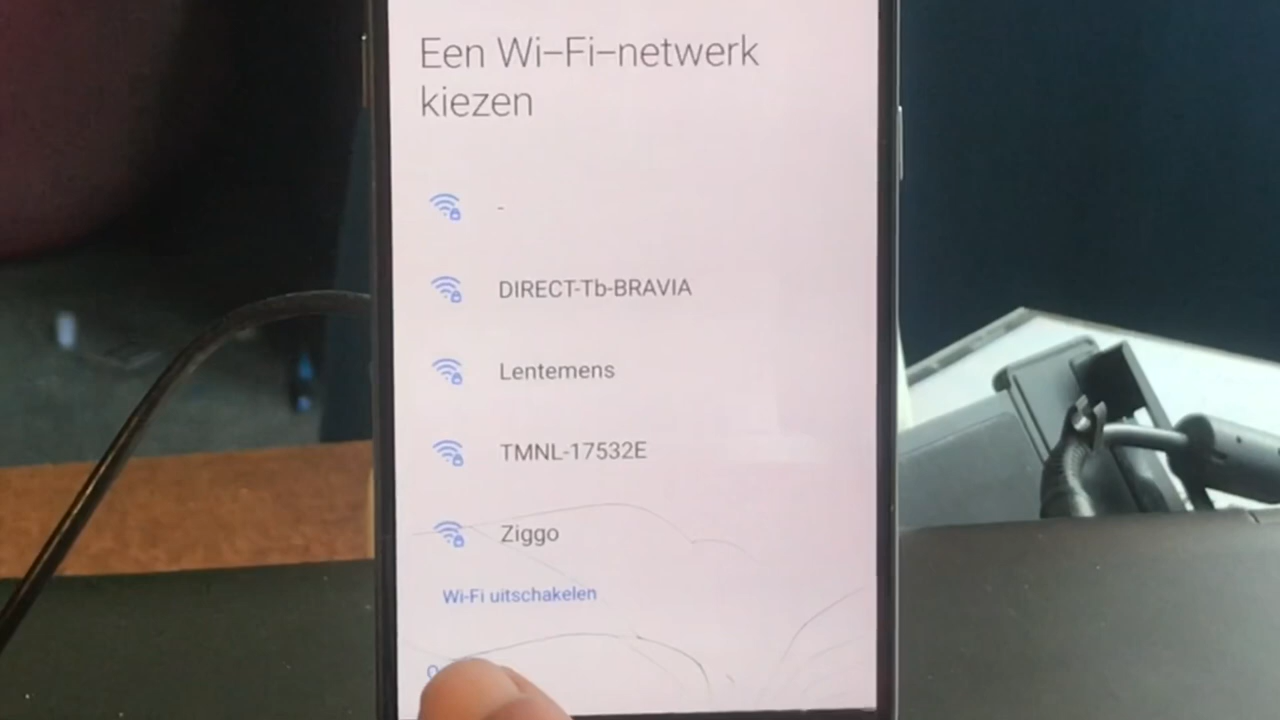 Een Wi–Fi–netwerk
kiezen
-
DIRECT-Tb-BRAVIA
Lentemens
TMNL-17532E
Ziggo
Wi-Fi uitschakelen